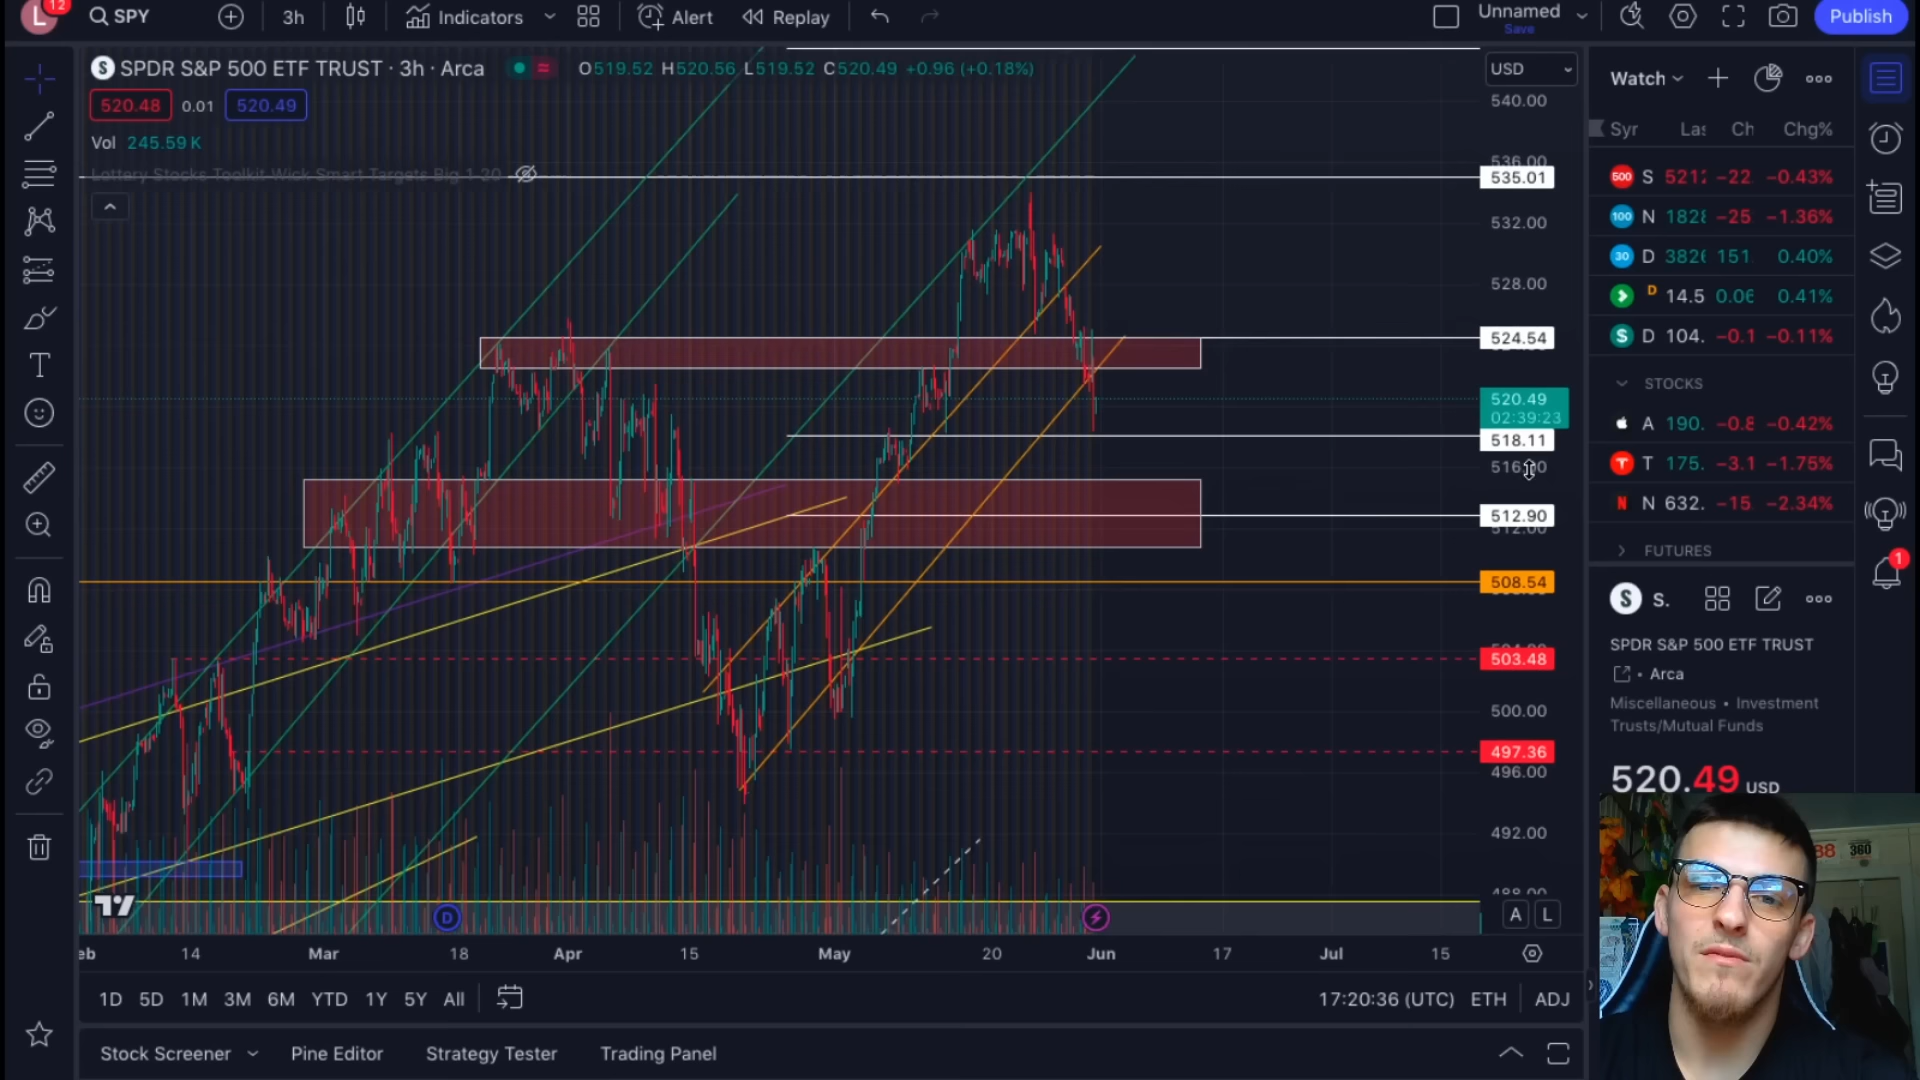 L
12
SPY
3h
Indicators
Alert
Replay
Unnamed
Save
Publish
S SPDR S&P 500 ETF TRUST · 3h · Arca
O519.52 H520.56 L519.52 C520.49 +0.96 (+0.18%)
520.48 0.01 520.49
Vol 245.59 K
Lottery Stocks Toolkit Wick Smart Targets Big 1 20
USD
540.00
536.00
535.01
532.00
528.00
524.54
520.49
02:39:23
518.11
512.90
512.00
508.54
503.48
500.00
497.36
496.00
492.00
488.00
A L
D
eb 14 Mar 18 Apr 15 May 20 Jun 17 Jul 15
1D 5D 1M 3M 6M YTD 1Y 5Y All
17:20:36 (UTC) ETH ADJ
Stock Screener Pine Editor Strategy Tester Trading Panel
Watch
Syr Las Ch Chg%
500 S 5212 −22. −0.43%
100 N 1828 −25 −1.36%
30 D 3826 151. 0.40%
D 14.5 0.06 0.41%
S D 104. −0.1 −0.11%
STOCKS
A 190. −0.8 −0.42%
T 175. −3.1 −1.75%
N N 632. −15. −2.34%
FUTURES
1
S S.
SPDR S&P 500 ETF TRUST
• Arca
Miscellaneous • Investment
Trusts/Mutual Funds
520.49 USD
360